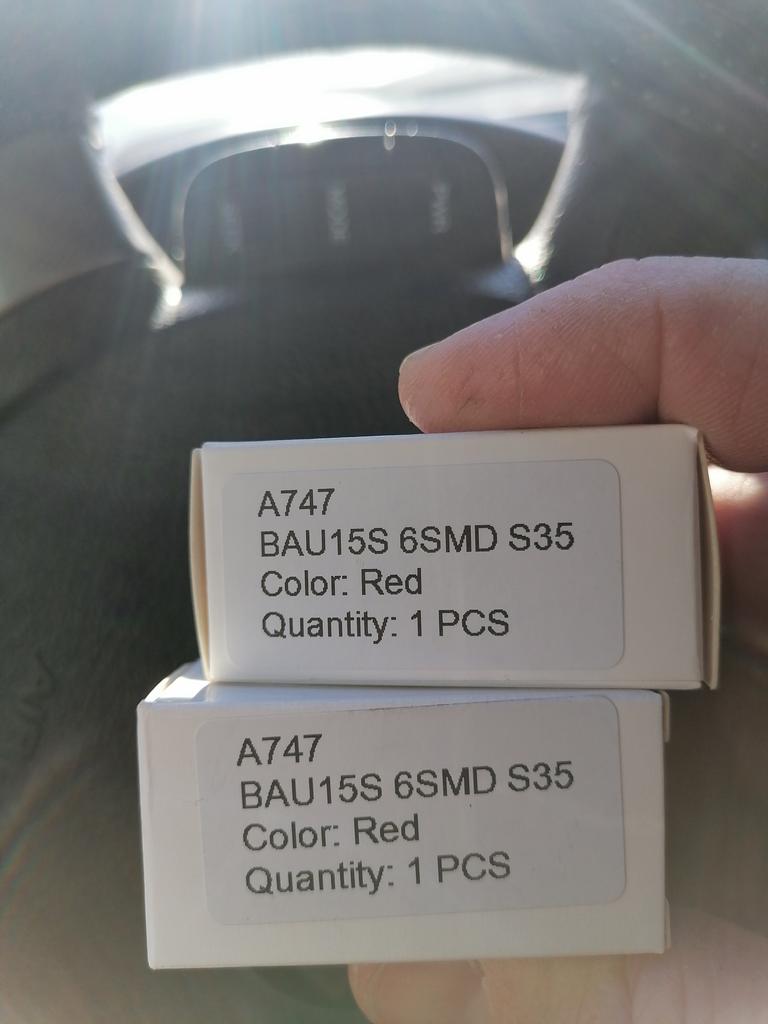 A747
BAU15S 6SMD S35
Color: Red
Quantity: 1 PCS
A747
BAU15S 6SMD S35
Color: Red
Quantity: 1 PCS